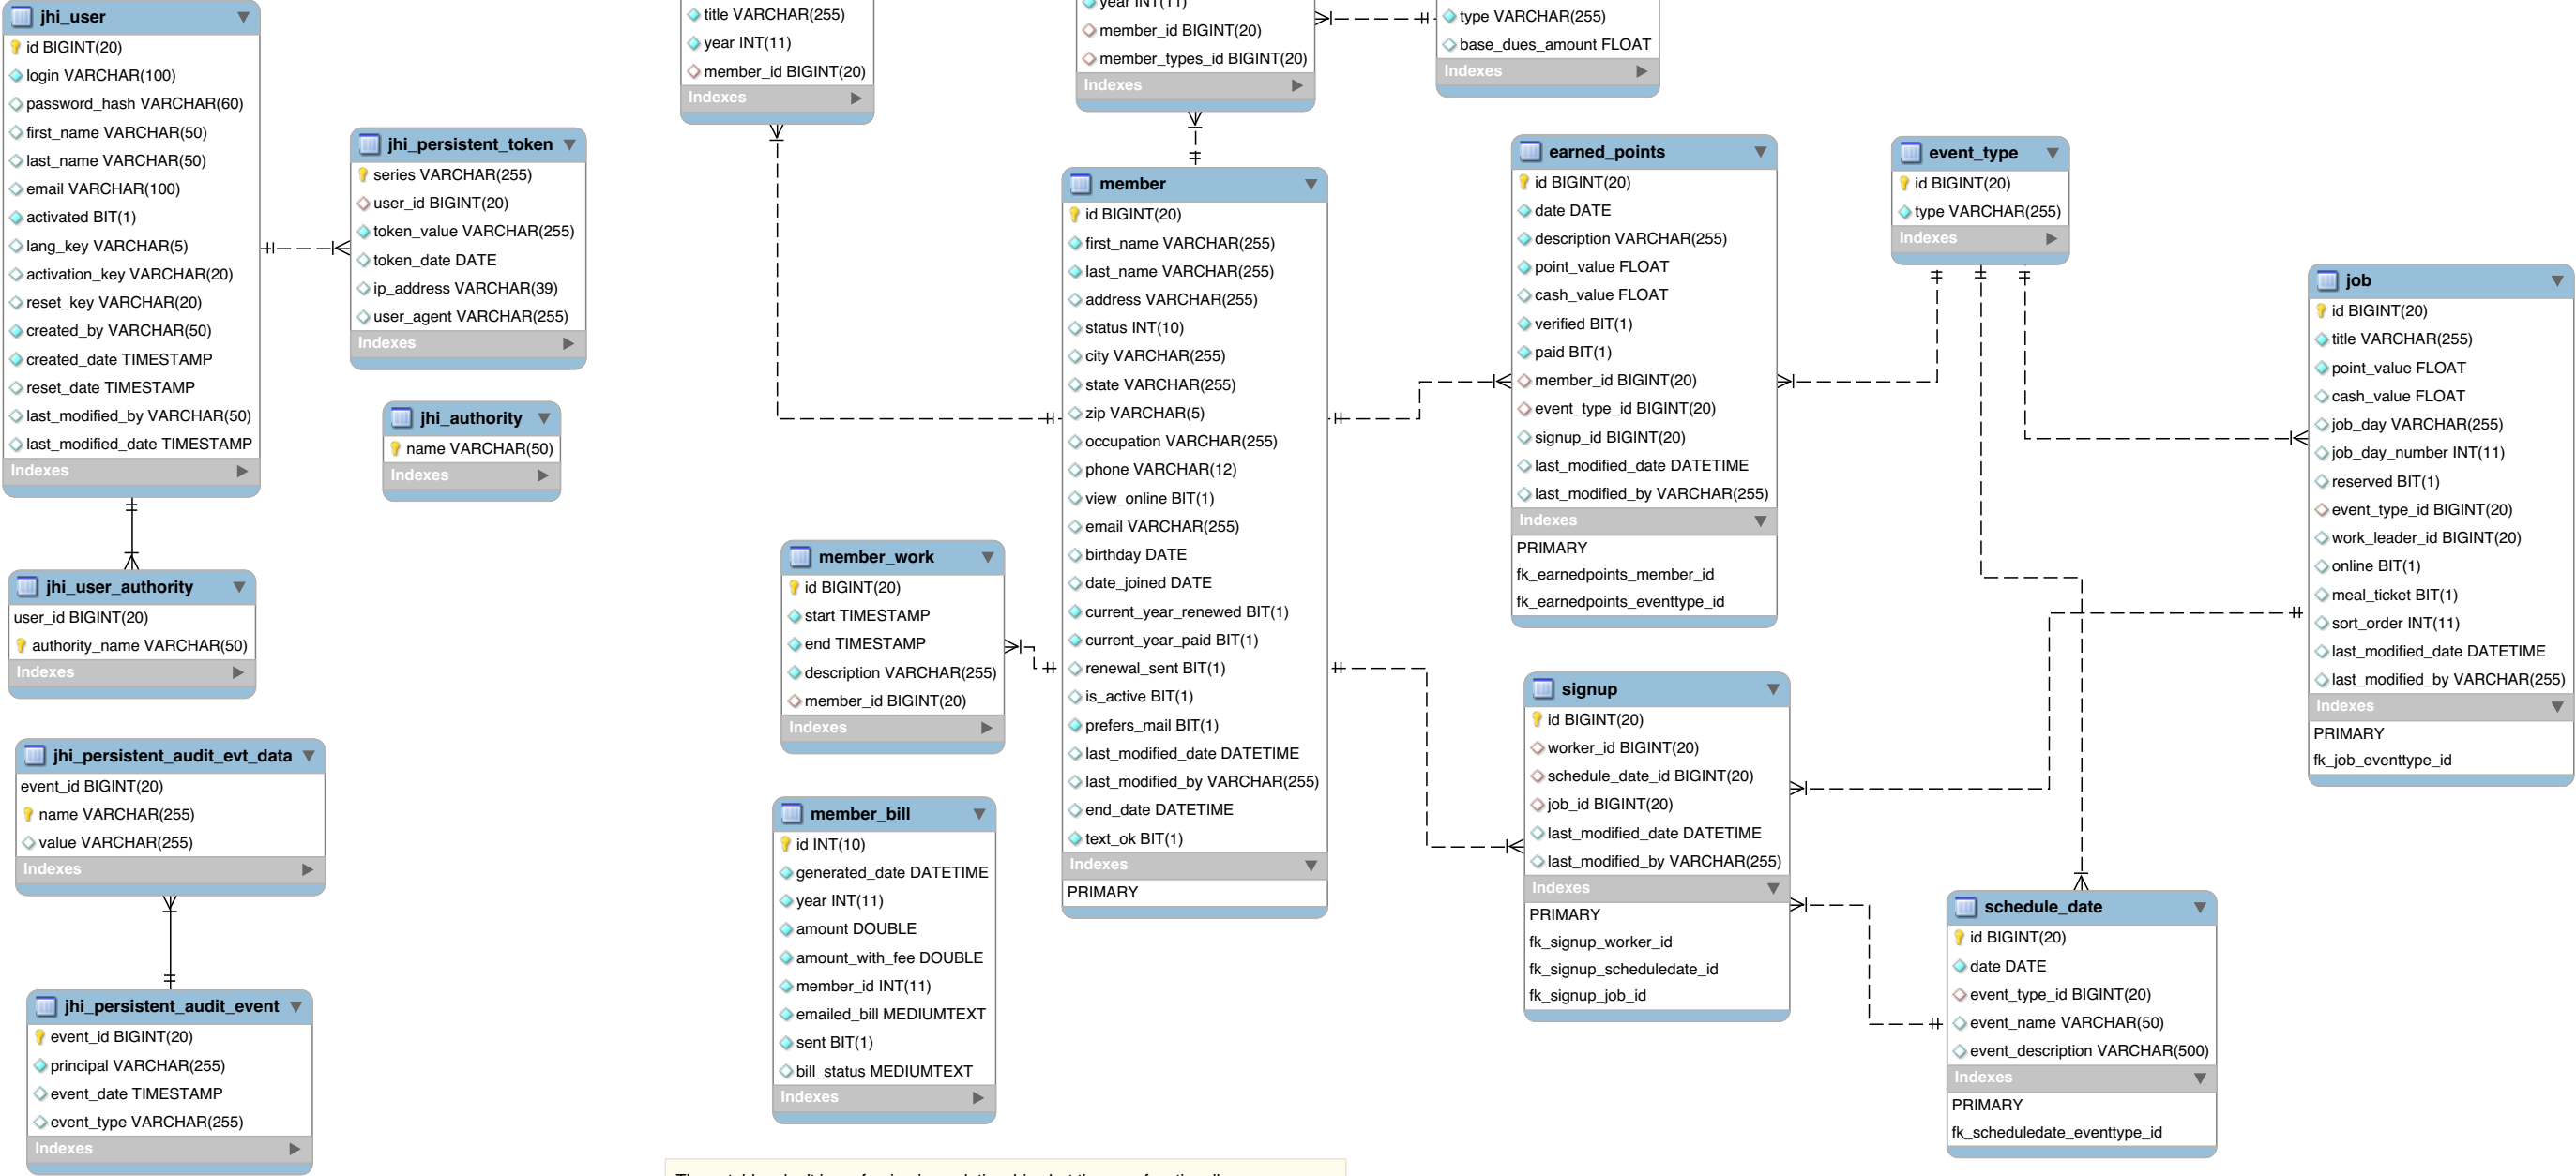 jhi_user
id BIGINT(20)
login VARCHAR(100)
password_hash VARCHAR(60)
first_name VARCHAR(50)
last_name VARCHAR(50)
email VARCHAR(100)
activated BIT(1)
lang_key VARCHAR(5)
activation_key VARCHAR(20)
reset_key VARCHAR(20)
created_by VARCHAR(50)
created_date TIMESTAMP
reset_date TIMESTAMP
last_modified_by VARCHAR(50)
last_modified_date TIMESTAMP
Indexes
jhi_persistent_token
series VARCHAR(255)
user_id BIGINT(20)
token_value VARCHAR(255)
token_date DATE
ip_address VARCHAR(39)
user_agent VARCHAR(255)
Indexes
jhi_authority
name VARCHAR(50)
Indexes
jhi_user_authority
user_id BIGINT(20)
authority_name VARCHAR(50)
Indexes
jhi_persistent_audit_evt_data
event_id BIGINT(20)
name VARCHAR(255)
value VARCHAR(255)
Indexes
jhi_persistent_audit_event
event_id BIGINT(20)
principal VARCHAR(255)
event_date TIMESTAMP
event_type VARCHAR(255)
Indexes
title VARCHAR(255)
year INT(11)
member_id BIGINT(20)
Indexes
year INT(11)
member_id BIGINT(20)
member_types_id BIGINT(20)
Indexes
type VARCHAR(255)
base_dues_amount FLOAT
Indexes
member
id BIGINT(20)
first_name VARCHAR(255)
last_name VARCHAR(255)
address VARCHAR(255)
status INT(10)
city VARCHAR(255)
state VARCHAR(255)
zip VARCHAR(5)
occupation VARCHAR(255)
phone VARCHAR(12)
view_online BIT(1)
email VARCHAR(255)
birthday DATE
date_joined DATE
current_year_renewed BIT(1)
current_year_paid BIT(1)
renewal_sent BIT(1)
is_active BIT(1)
prefers_mail BIT(1)
last_modified_date DATETIME
last_modified_by VARCHAR(255)
end_date DATETIME
text_ok BIT(1)
Indexes
PRIMARY
member_work
id BIGINT(20)
start TIMESTAMP
end TIMESTAMP
description VARCHAR(255)
member_id BIGINT(20)
Indexes
member_bill
id INT(10)
generated_date DATETIME
year INT(11)
amount DOUBLE
amount_with_fee DOUBLE
member_id INT(11)
emailed_bill MEDIUMTEXT
sent BIT(1)
bill_status MEDIUMTEXT
Indexes
earned_points
id BIGINT(20)
date DATE
description VARCHAR(255)
point_value FLOAT
cash_value FLOAT
verified BIT(1)
paid BIT(1)
member_id BIGINT(20)
event_type_id BIGINT(20)
signup_id BIGINT(20)
last_modified_date DATETIME
last_modified_by VARCHAR(255)
Indexes
PRIMARY
fk_earnedpoints_member_id
fk_earnedpoints_eventtype_id
signup
id BIGINT(20)
worker_id BIGINT(20)
schedule_date_id BIGINT(20)
job_id BIGINT(20)
last_modified_date DATETIME
last_modified_by VARCHAR(255)
Indexes
PRIMARY
fk_signup_worker_id
fk_signup_scheduledate_id
fk_signup_job_id
event_type
id BIGINT(20)
type VARCHAR(255)
Indexes
job
id BIGINT(20)
title VARCHAR(255)
point_value FLOAT
cash_value FLOAT
job_day VARCHAR(255)
job_day_number INT(11)
reserved BIT(1)
event_type_id BIGINT(20)
work_leader_id BIGINT(20)
online BIT(1)
meal_ticket BIT(1)
sort_order INT(11)
last_modified_date DATETIME
last_modified_by VARCHAR(255)
Indexes
PRIMARY
fk_job_eventtype_id
schedule_date
id BIGINT(20)
date DATE
event_type_id BIGINT(20)
event_name VARCHAR(50)
event_description VARCHAR(500)
Indexes
PRIMARY
fk_scheduledate_eventtype_id